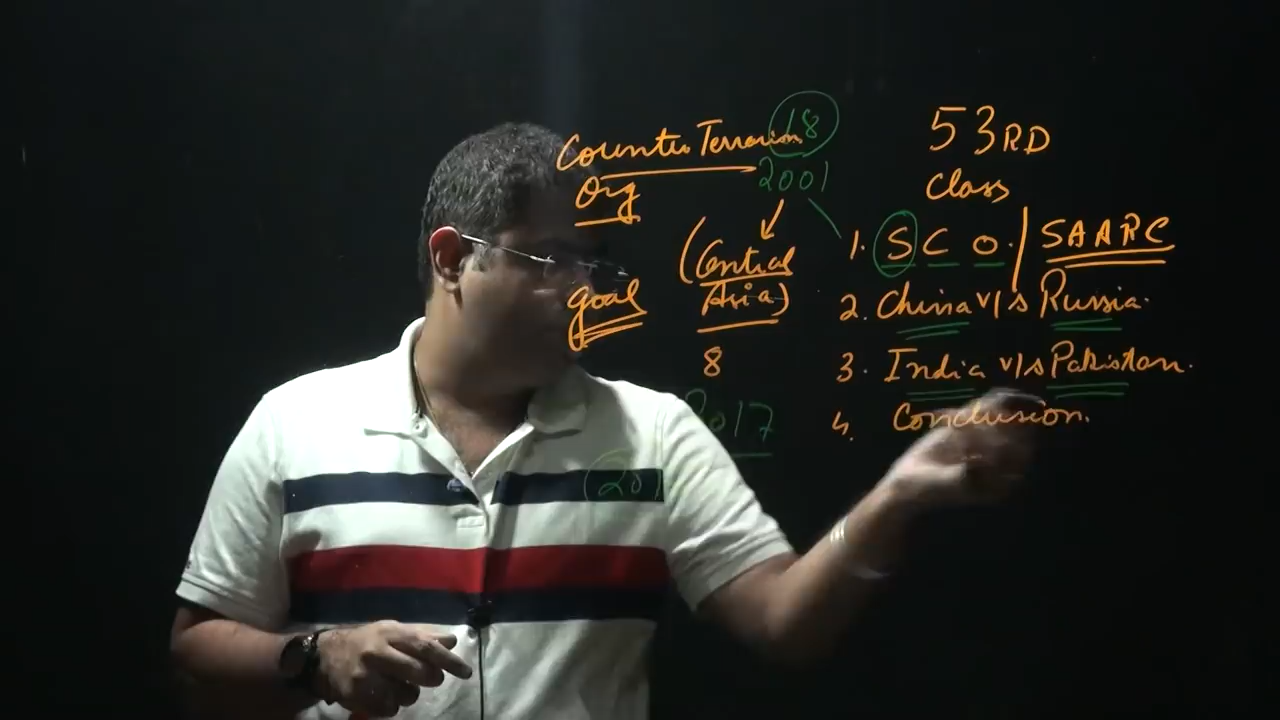 53RD
Class
Counter Terrorism
Org
18
2001
(Central
Asia)
Goal
8
2017
20
1. SCO. / SAARC
2. China v/s Russia.
3. India v/s Pakistan.
4. Conclusion.